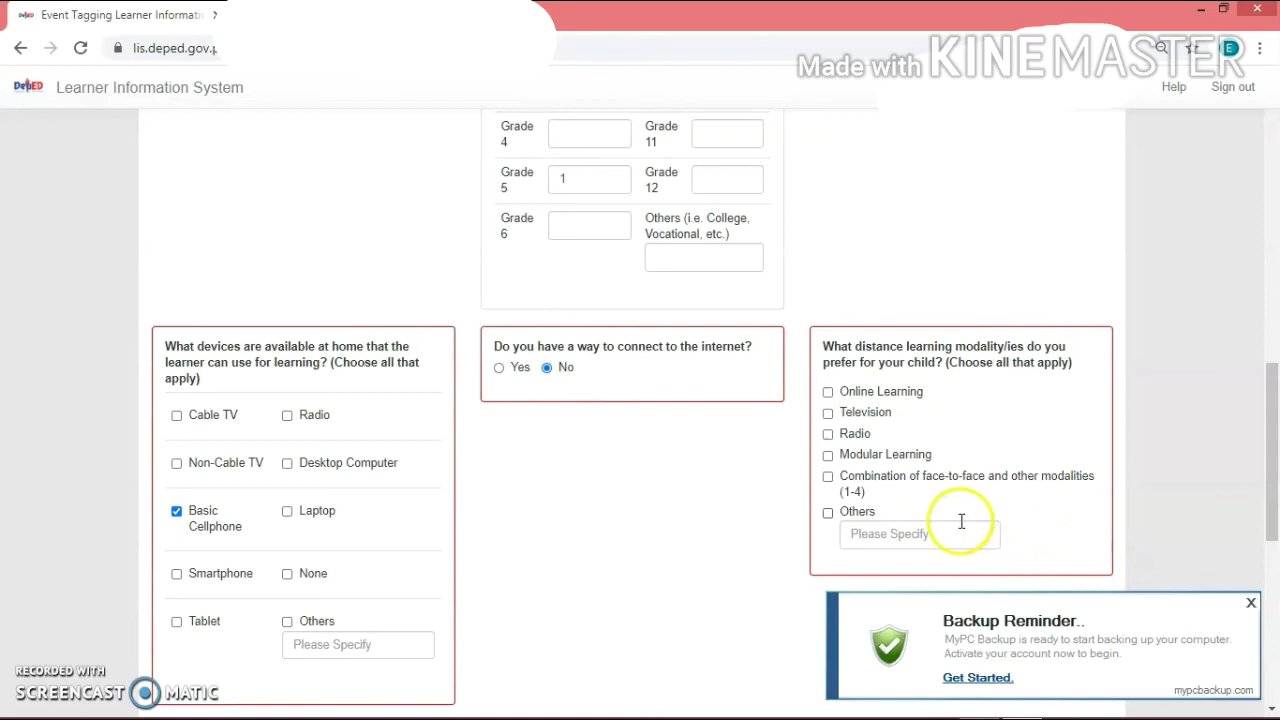 DepED
Event Tagging Learner Informati
lis.deped.gov.p
E
Made with KINEMASTER
DepED
Learner Information System
Help
Sign out
Grade 4
Grade 11
Grade 5
1
Grade 12
Grade 6
Others (i.e. College,
Vocational, etc.)
What devices are available at home that the
learner can use for learning? (Choose all that
apply)
Cable TV
Radio
Non-Cable TV
Desktop Computer
Basic
Cellphone
Laptop
Smartphone
None
Tablet
Others
Please Specify
Do you have a way to connect to the internet?
Yes
No
What distance learning modality/ies do you
prefer for your child? (Choose all that apply)
Online Learning
Television
Radio
Modular Learning
Combination of face-to-face and other modalities
(1-4)
Others
Please Specify
X
Backup Reminder..
MyPC Backup is ready to start backing up your computer.
Activate your account now to begin.
Get Started.
mypcbackup.com
RECORDED WITH
SCREENCAST MATIC